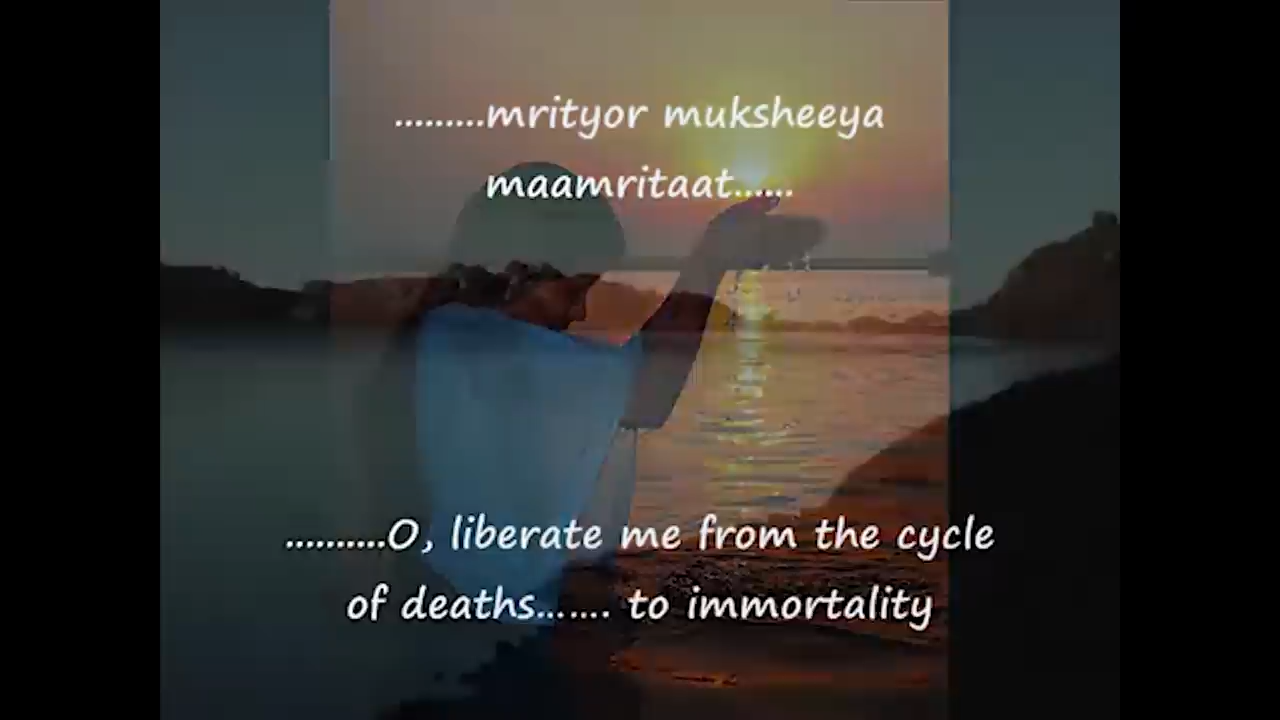 .........mrityor muksheeya
maamritaat......
..........O, liberate me from the cycle
of deaths....... to immortality